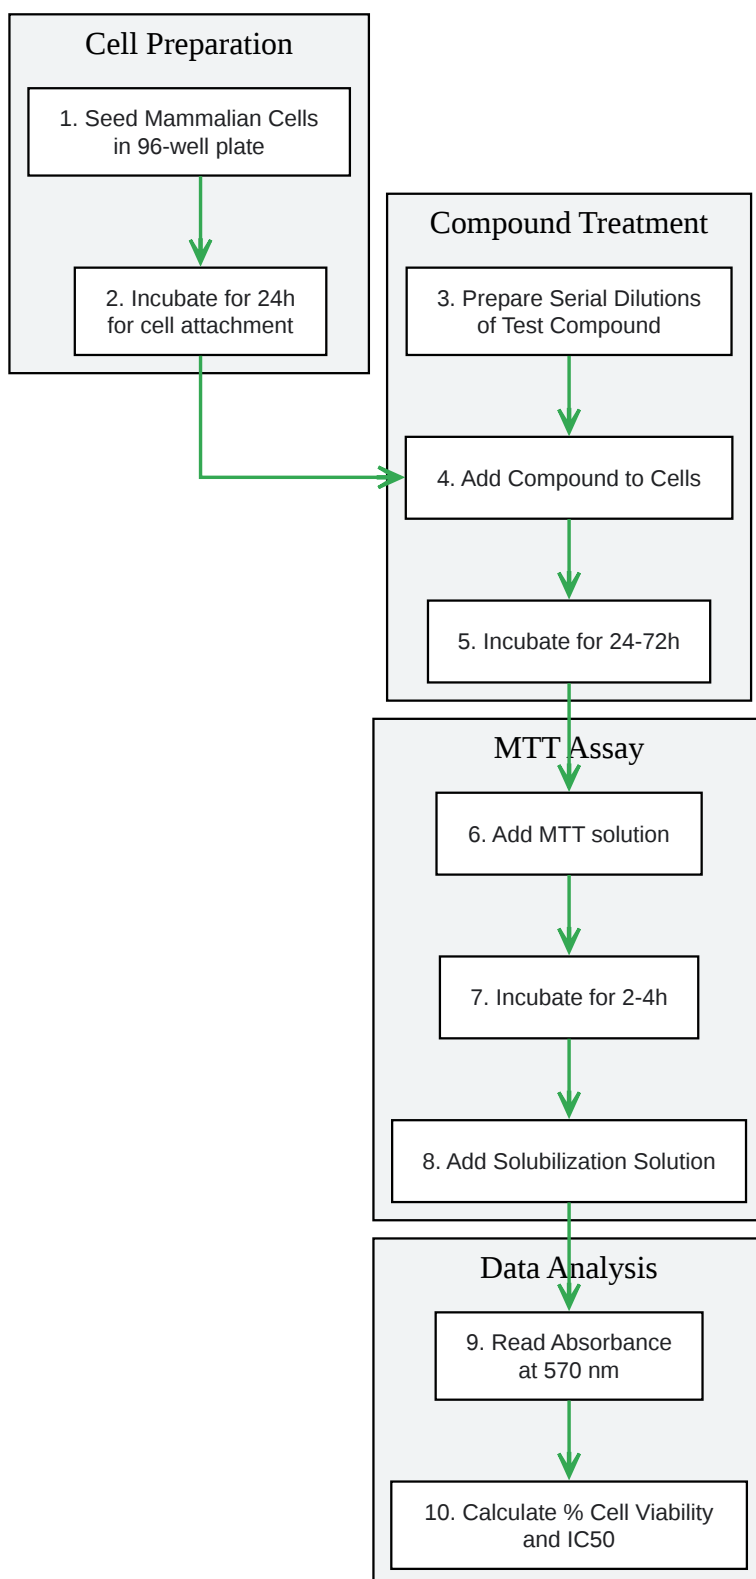 Cell Preparation
1. Seed Mammalian Cells
in 96-well plate
2. Incubate for 24h
for cell attachment
Compound Treatment
3. Prepare Serial Dilutions
of Test Compound
4. Add Compound to Cells
5. Incubate for 24-72h
MTT Assay
6. Add MTT solution
7. Incubate for 2-4h
8. Add Solubilization Solution
Data Analysis
9. Read Absorbance
at 570 nm
10. Calculate % Cell Viability
and IC50